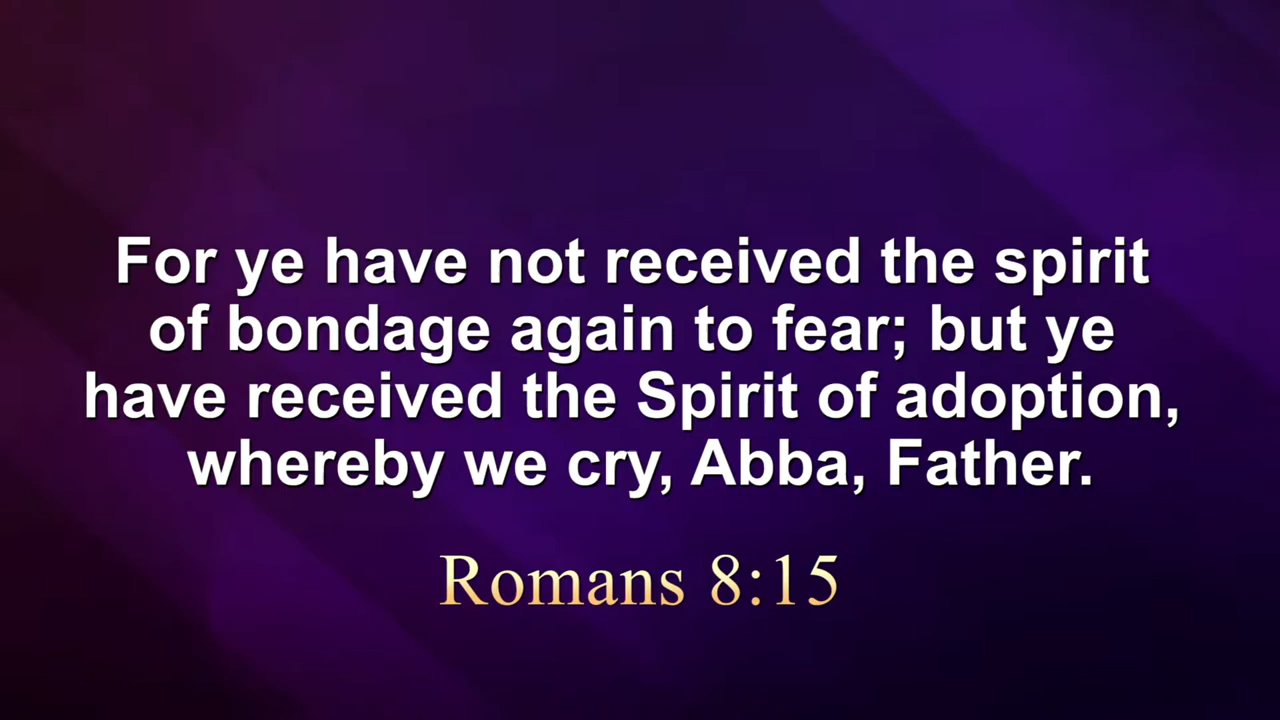 For ye have not received the spirit
of bondage again to fear; but ye
have received the Spirit of adoption,
whereby we cry, Abba, Father.
Romans 8:15